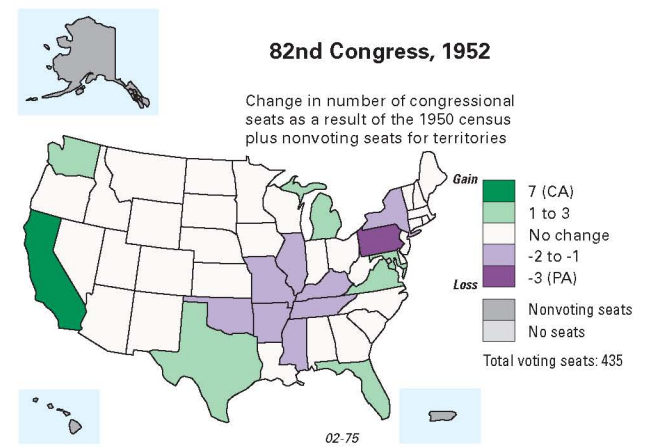 82nd Congress, 1952
Change in number of congressional
seats as a result of the 1950 census
plus nonvoting seats for territories
Gain
7 (CA)
1 to 3
No change
-2 to -1
-3 (PA)
Loss
Nonvoting seats
No seats
Total voting seats: 435
02-75